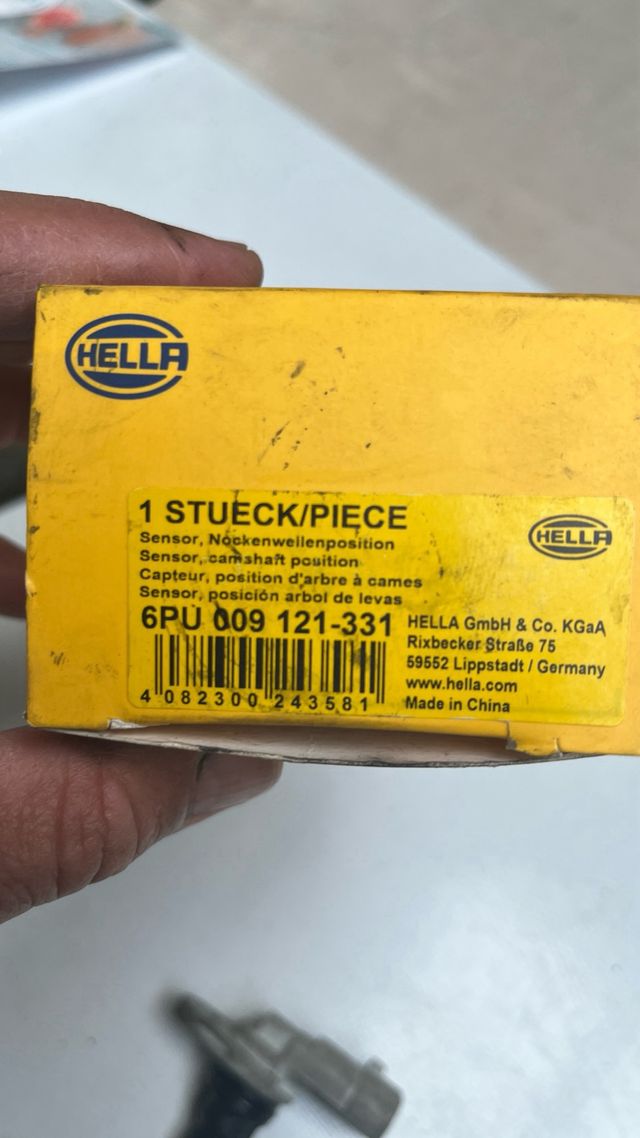 HELLA
1 STUECK/PIECE
HELLA
Sensor, Nockenwellenposition
Sensor, camshaft position
Capteur, position d'arbre à cames
Sensor, posición arbol de levas
6PU 009 121-331
HELLA GmbH & Co. KGaA
Rixbecker Straße 75
59552 Lippstadt / Germany
www.hella.com
Made in China
4 082300 243581